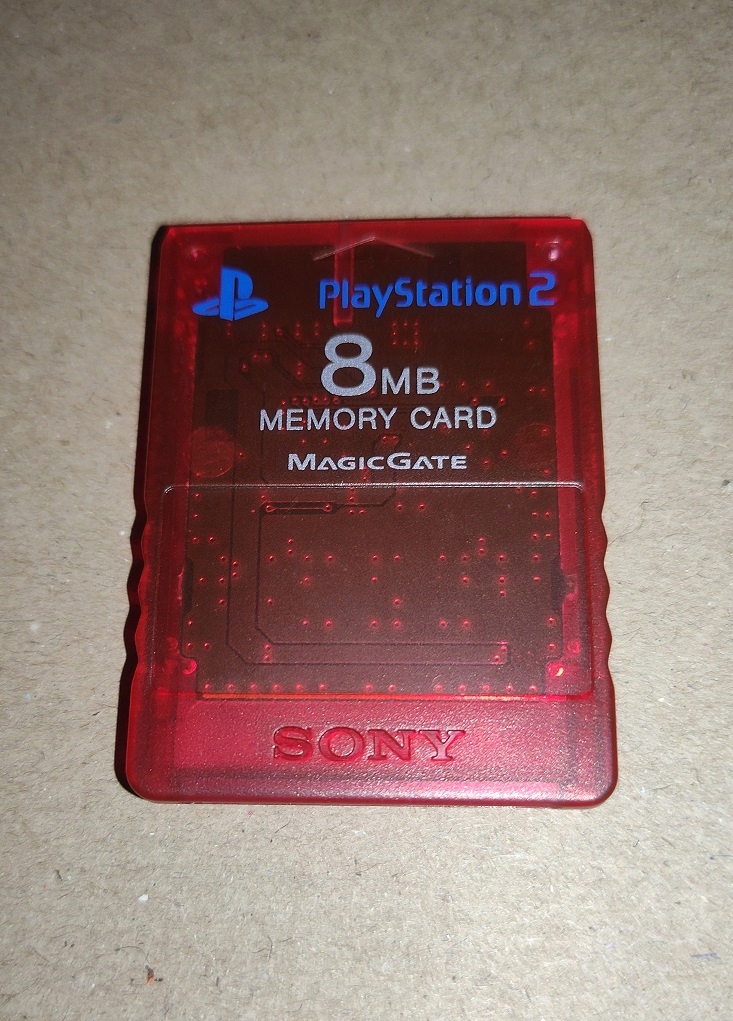 PlayStation 2
8MB
MEMORY CARD
MAGICGATE
SONY